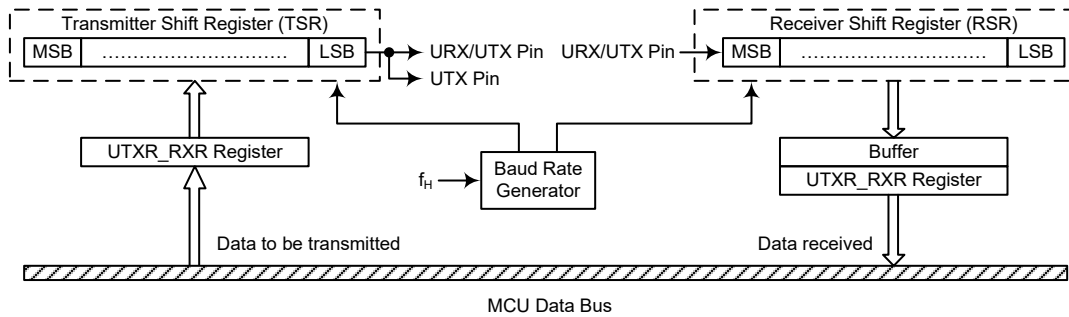 Transmitter Shift Register (TSR)
MSB
…………………………
LSB
URX/UTX Pin
UTX Pin
URX/UTX Pin
Receiver Shift Register (RSR)
MSB
…………………………
LSB
UTXR_RXR Register
fH
Baud Rate
Generator
Buffer
UTXR_RXR Register
Data to be transmitted
Data received
MCU Data Bus